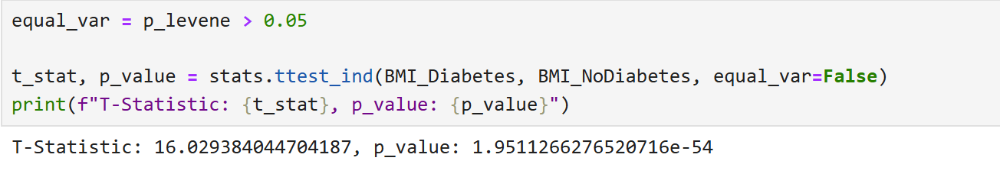 equal_var = p_levene > 0.05
t_stat, p_value = stats.ttest_ind(BMI_Diabetes, BMI_NoDiabetes, equal_var=False)
print(f"T-Statistic: {t_stat}, p_value: {p_value}")
T-Statistic: 16.029384044704187, p_value: 1.9511266276520716e-54